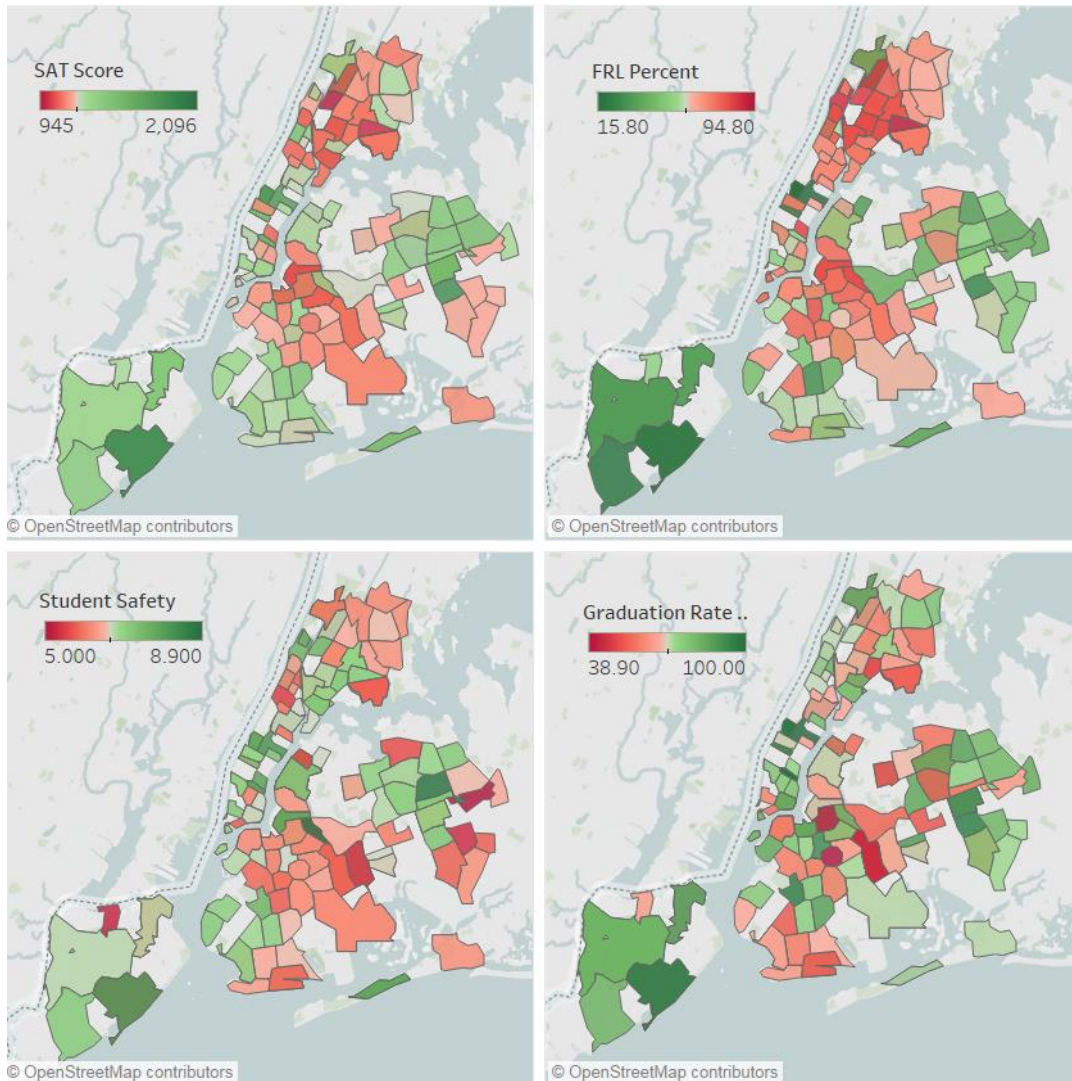 SAT Score
945 2,096
© OpenStreetMap contributors
FRL Percent
15.80 94.80
© OpenStreetMap contributors
Student Safety
5.000 8.900
© OpenStreetMap contributors
Graduation Rate ..
38.90 100.00
© OpenStreetMap contributors